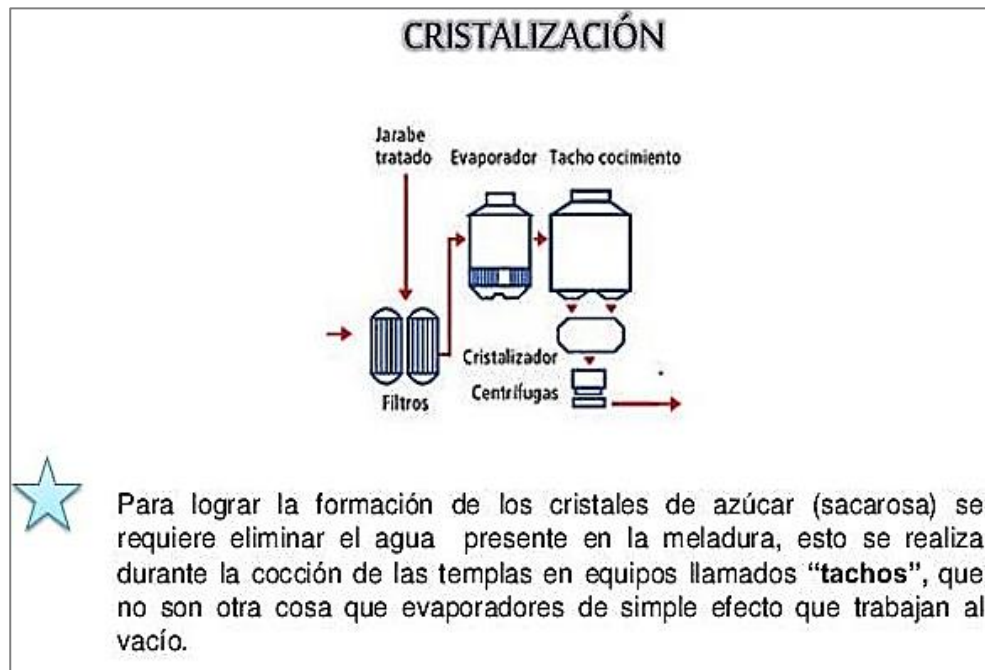 CRISTALIZACIÓN
Jarabe
tratado
Evaporador
Tacho cocimiento
Cristalizador
Centrífugas
Filtros
Para lograr la formación de los cristales de azúcar (sacarosa) se
requiere eliminar el agua presente en la meladura, esto se realiza
durante la cocción de las templas en equipos llamados “tachos”, que
no son otra cosa que evaporadores de simple efecto que trabajan al
vacío.